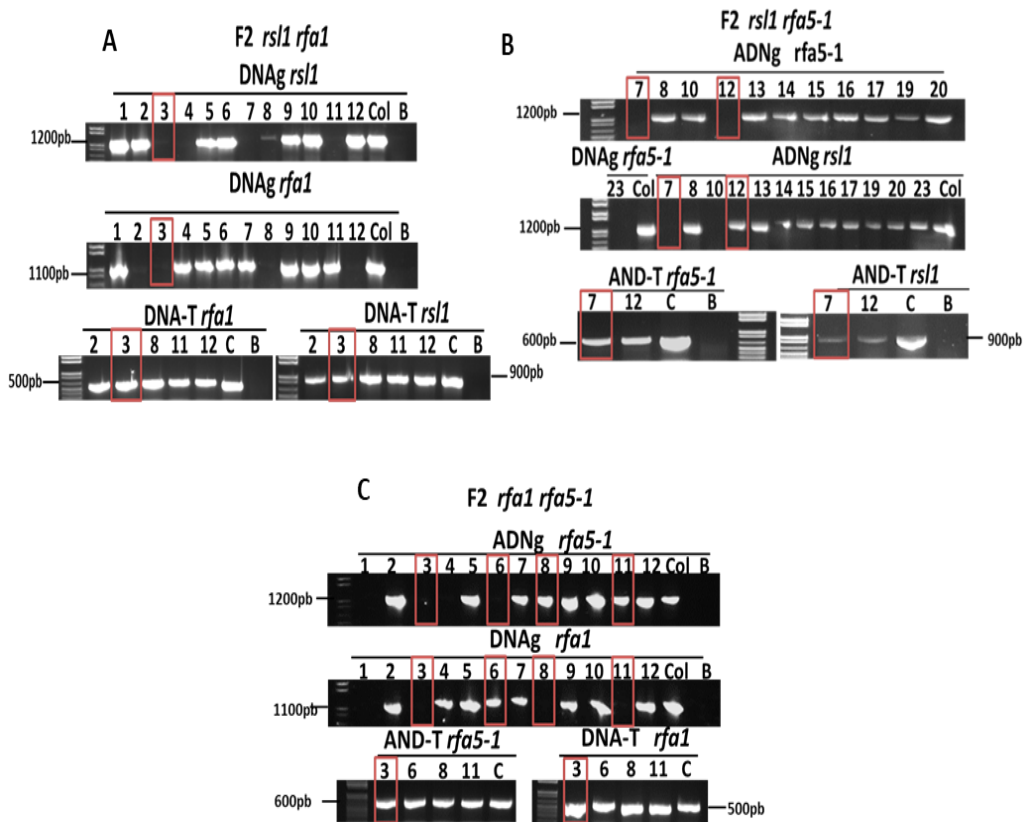 A
F2 rsl1 rfa1
DNAg rsl1
1 2 3 4 5 6 7 8 9 10 11 12 Col B
1200pb
DNAg rfa1
1 2 3 4 5 6 7 8 9 10 11 12 Col B
1100pb
DNA-T rfa1
2 3 8 11 12 C B
500pb
DNA-T rsl1
2 3 8 11 12 C B
900pb
B
F2 rsl1 rfa5-1
ADNg rfa5-1
7 8 10 12 13 14 15 16 17 19 20
1200pb
DNAg rfa5-1 ADNg rsl1
23 Col 7 8 10 12 13 14 15 16 17 19 20 23 Col
1200pb
AND-T rfa5-1
7 12 C B
600pb
AND-T rsl1
7 12 C B
900pb
C
F2 rfa1 rfa5-1
ADNg rfa5-1
1 2 3 4 5 6 7 8 9 10 11 12 Col B
1200pb
DNAg rfa1
1 2 3 4 5 6 7 8 9 10 11 12 Col B
1100pb
AND-T rfa5-1
3 6 8 11 C
600pb
DNA-T rfa1
3 6 8 11 C
500pb